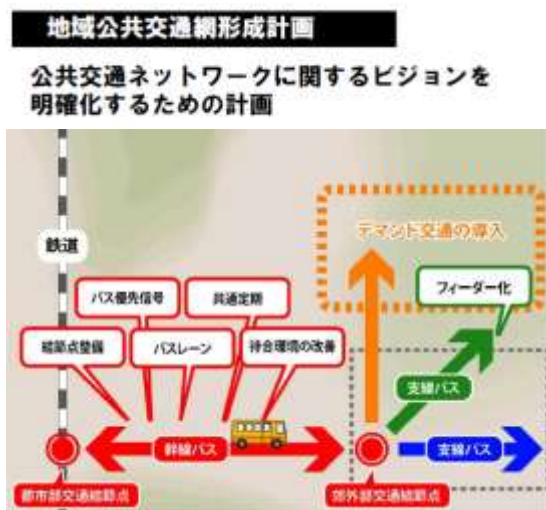 地域公共交通網形成計画
公共交通ネットワークに関するビジョンを
明確化するための計画
鉄道
デマンド交通の導入
バス優先信号
共通定期
フィーダー化
結節点整備
バスレーン
待合環境の改善
支線バス
幹線バス
支線バス
都市部交通結節点
郊外部交通結節点